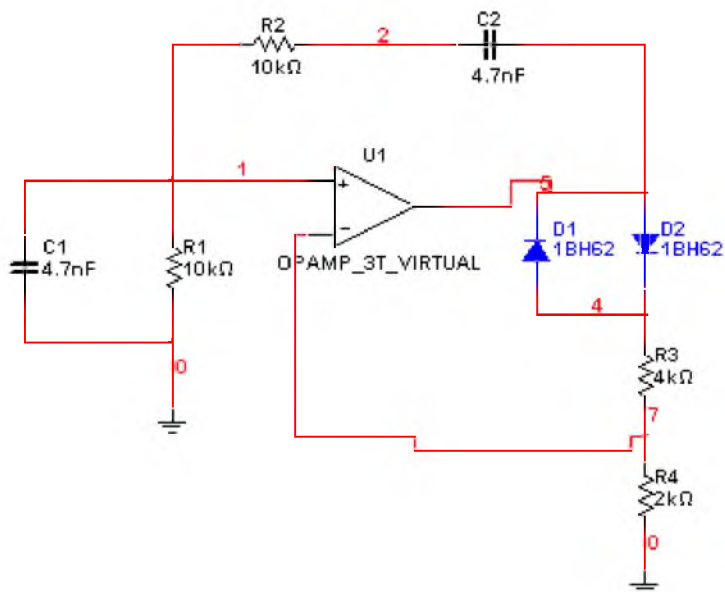 R2
10kΩ
2
C2
4.7nF
1
U1
5
C1
4.7nF
R1
10kΩ
OPAMP_3T_VIRTUAL
D1
1BH62
D2
1BH62
4
0
R3
4kΩ
7
R4
2kΩ
0